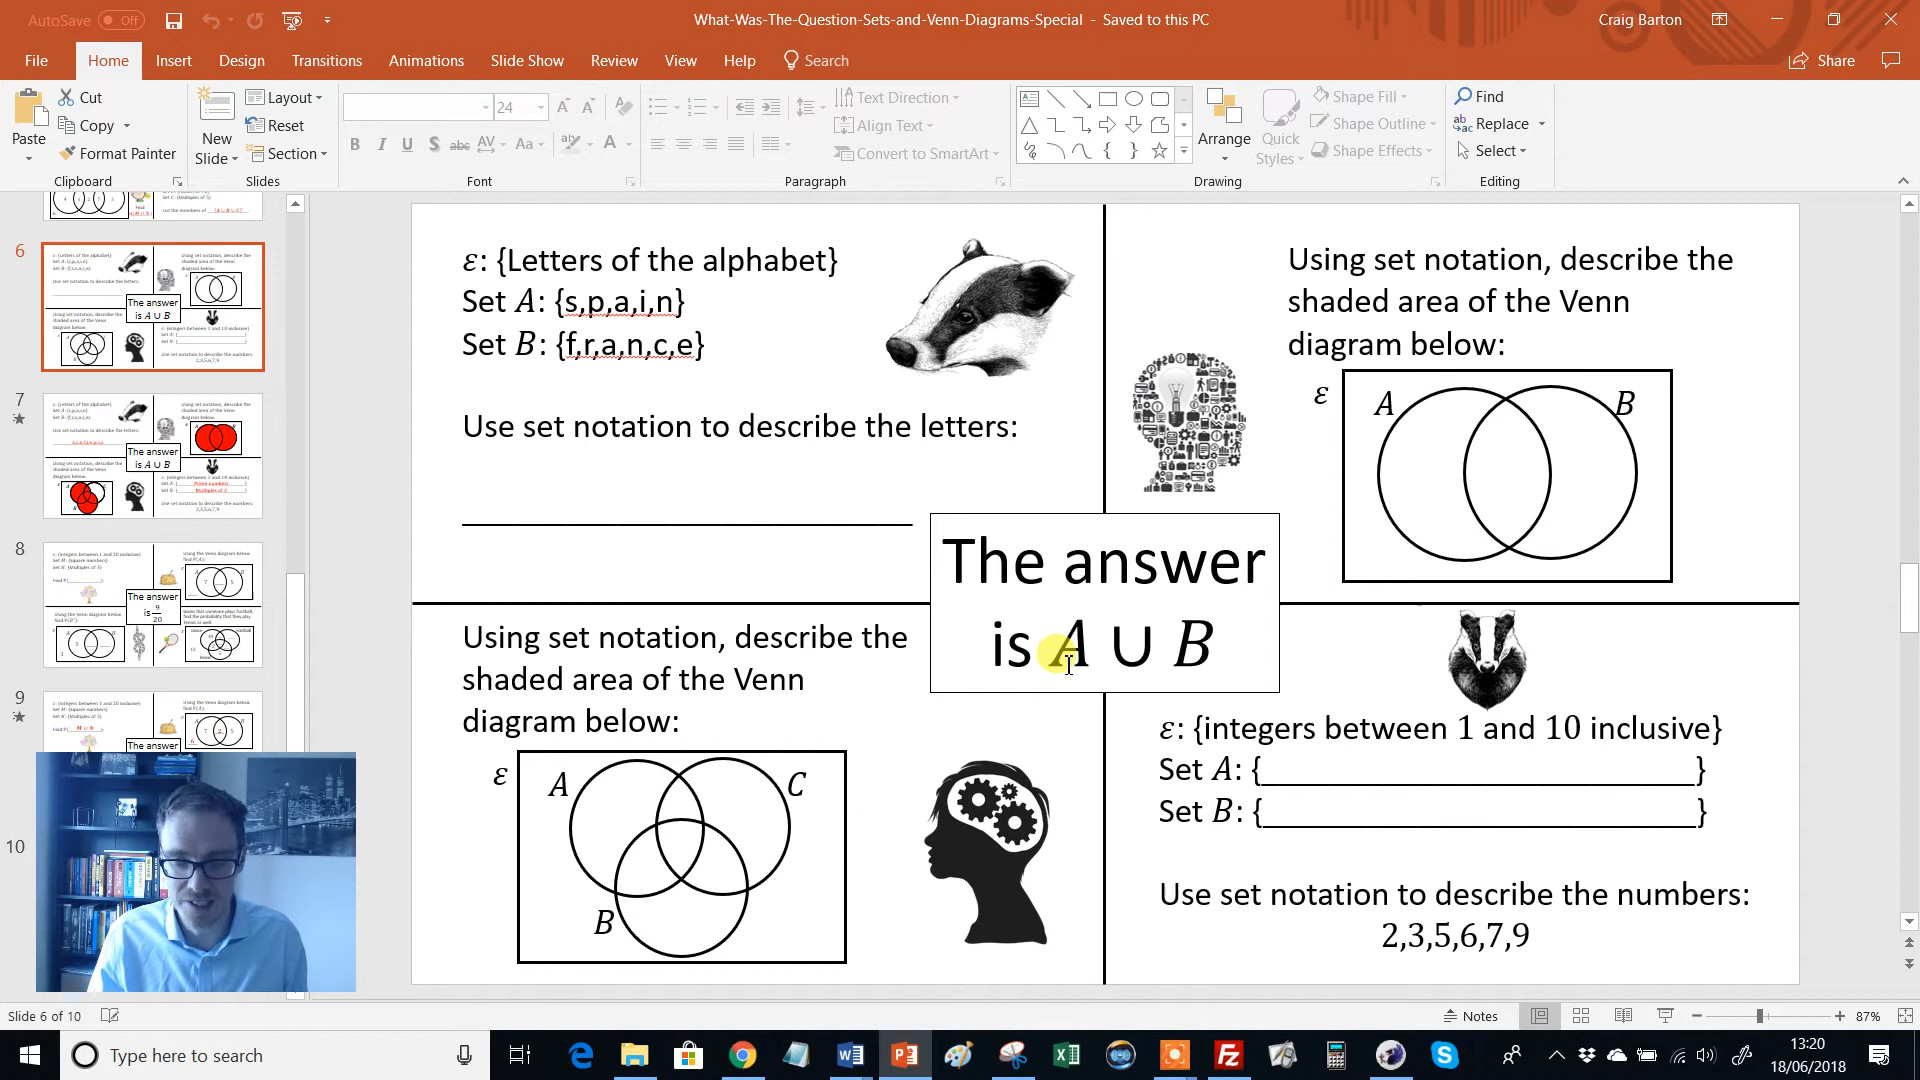 AutoSave Off
What-Was-The-Question-Sets-and-Venn-Diagrams-Special - Saved to this PC
Craig Barton
File Home Insert Design Transitions Animations Slide Show Review View Help Search
Share
Paste
Cut
Copy
Format Painter
Clipboard
New Slide
Layout
Reset
Section
Slides
24
Font
Text Direction
Align Text
Convert to SmartArt
Paragraph
Arrange
Quick Styles
Shape Fill
Shape Outline
Shape Effects
Drawing
Find
Replace
Select
Editing
6
7
8
9
10
ε: {Letters of the alphabet}
Set A: {s,p,a,i,n}
Set B: {f,r,a,n,c,e}
Use set notation to describe the letters:
Using set notation, describe the
shaded area of the Venn
diagram below:
ε
A
B
The answer
is A ∪ B
Using set notation, describe the
shaded area of the Venn
diagram below:
ε
A
C
B
ε: {integers between 1 and 10 inclusive}
Set A: {__________________________}
Set B: {__________________________}
Use set notation to describe the numbers:
2,3,5,6,7,9
Slide 6 of 10
Notes
87%
Type here to search
13:20
18/06/2018